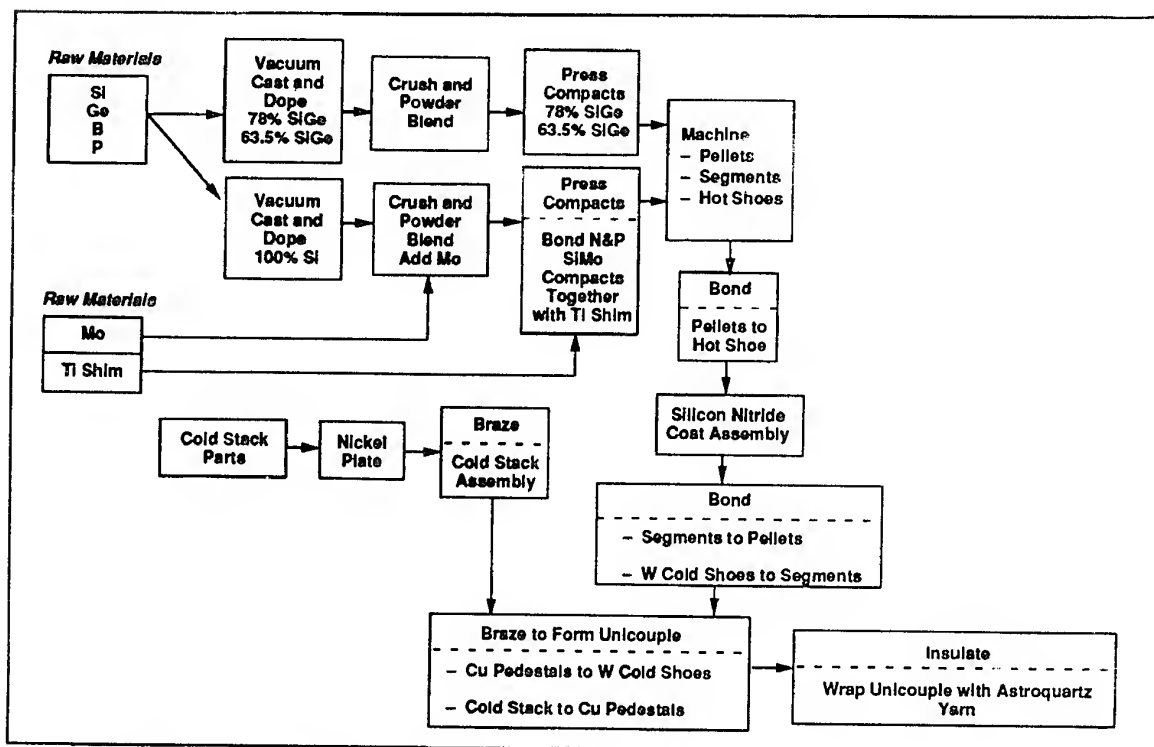 Raw Materials
Si
Ge
B
P
Vacuum
Cast and
Dope
78% SiGe
63.5% SiGe
Crush and
Powder
Blend
Press
Compacts
78% SiGe
63.5% SiGe
Machine
– Pellets
– Segments
– Hot Shoes
Vacuum
Cast and
Dope
100% Si
Crush and
Powder
Blend
Add Mo
Press
Compacts
Bond N&P
SiMo
Compacts
Together
with Ti Shim
Raw Materials
Mo
Ti Shim
Bond
Pellets to
Hot Shoe
Silicon Nitride
Coat Assembly
Cold Stack
Parts
Nickel
Plate
Braze
Cold Stack
Assembly
Bond
– Segments to Pellets
– W Cold Shoes to Segments
Braze to Form Unicouple
– Cu Pedestals to W Cold Shoes
– Cold Stack to Cu Pedestals
Insulate
Wrap Unicouple with Astroquartz
Yarn